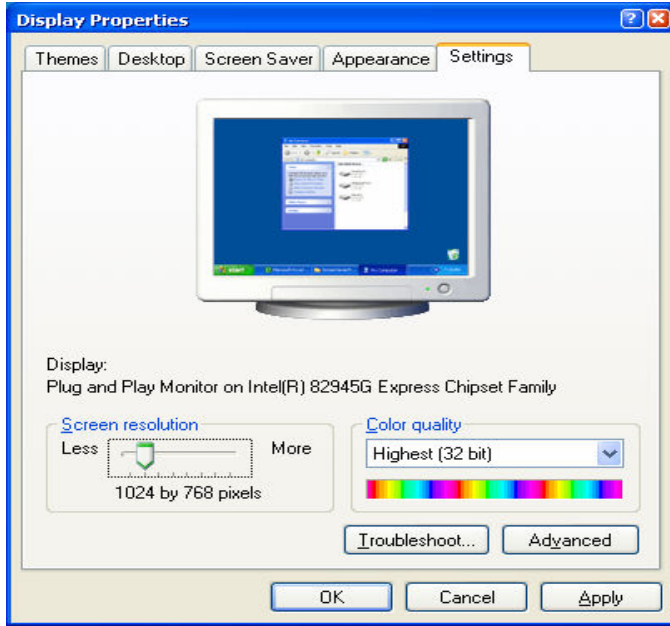 Display Properties
Themes Desktop Screen Saver Appearance Settings
Display:
Plug and Play Monitor on Intel(R) 82945G Express Chipset Family
Screen resolution
Less More
1024 by 768 pixels
Color quality
Highest (32 bit)
Troubleshoot... Advanced
OK Cancel Apply